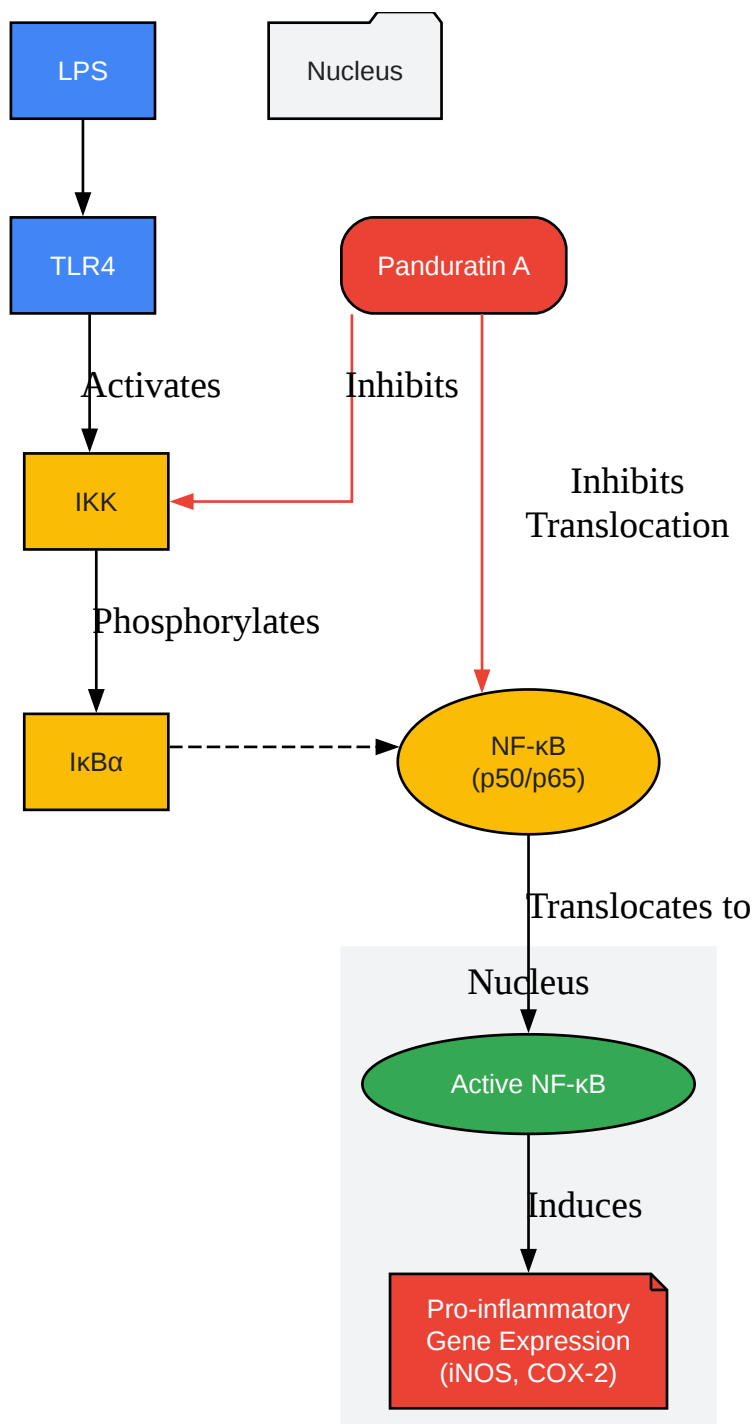 LPS
Nucleus
TLR4
Panduratin A
Activates
Inhibits
IKK
Inhibits
Translocation
Phosphorylates
IκBα
NF-κB
(p50/p65)
Translocates to
Nucleus
Active NF-κB
Induces
Pro-inflammatory
Gene Expression
(iNOS, COX-2)